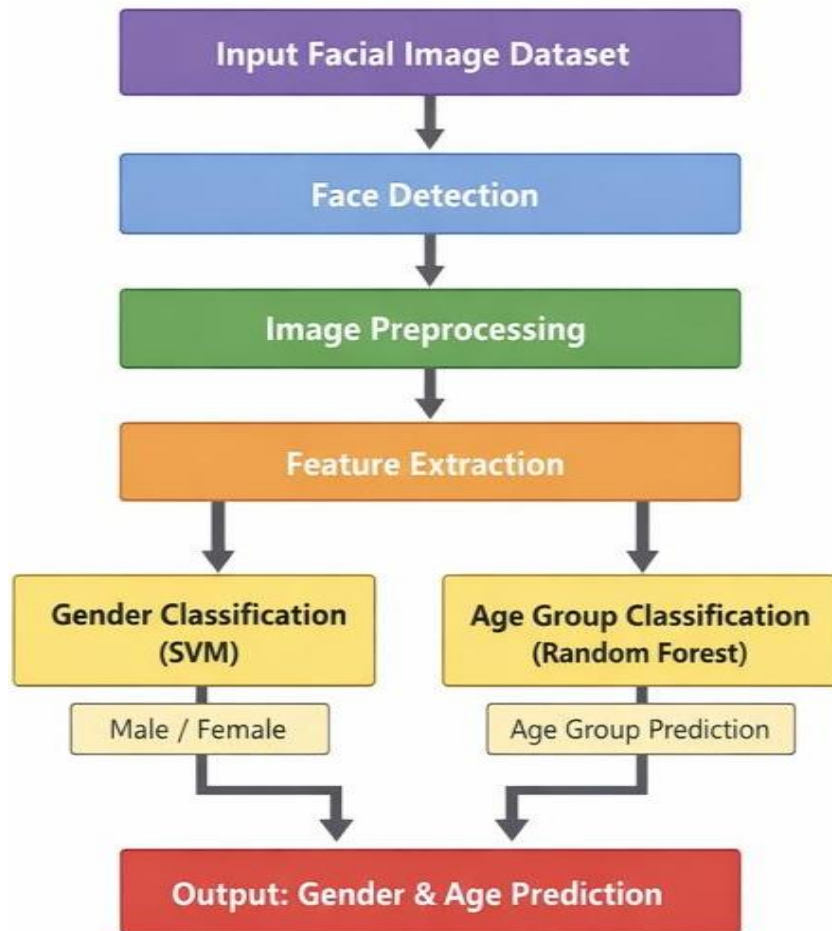 Input Facial Image Dataset
Face Detection
Image Preprocessing
Feature Extraction
Gender Classification
(SVM)
Male / Female
Age Group Classification
(Random Forest)
Age Group Prediction
Output: Gender & Age Prediction